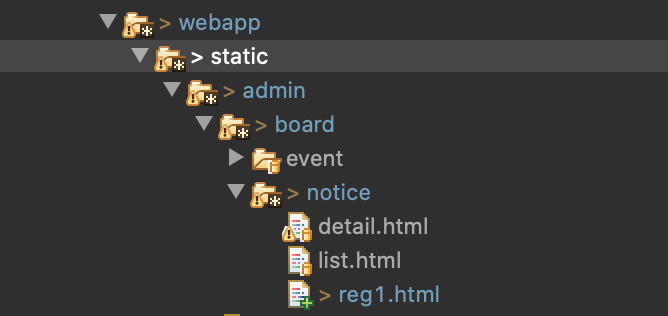 > webapp
> static
> admin
> board
event
> notice
detail.html
list.html
> reg1.html